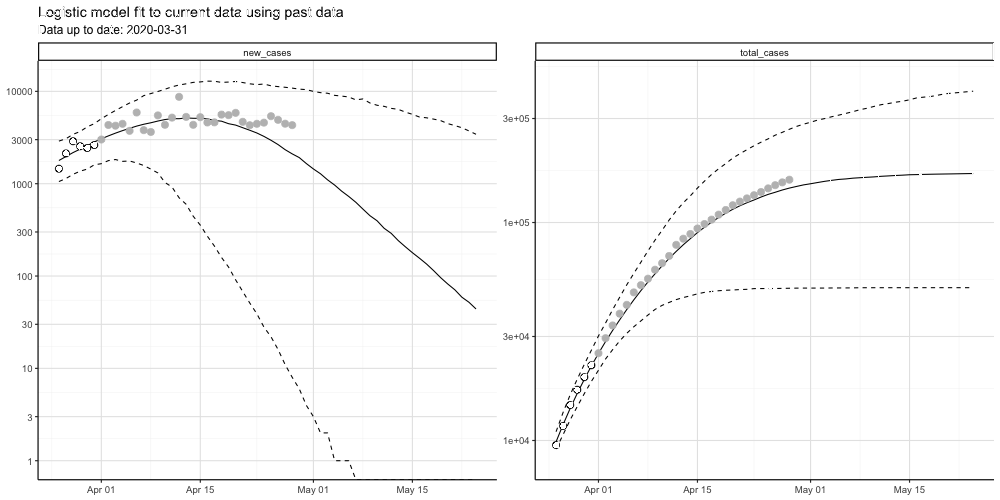 Logistic model fit to current data using past data
Data up to date: 2020-03-31
new_cases
total_cases
10000
3000
1000
300
100
30
10
3
1
3e+05
1e+05
3e+04
1e+04
Apr 01
Apr 15
May 01
May 15
Apr 01
Apr 15
May 01
May 15